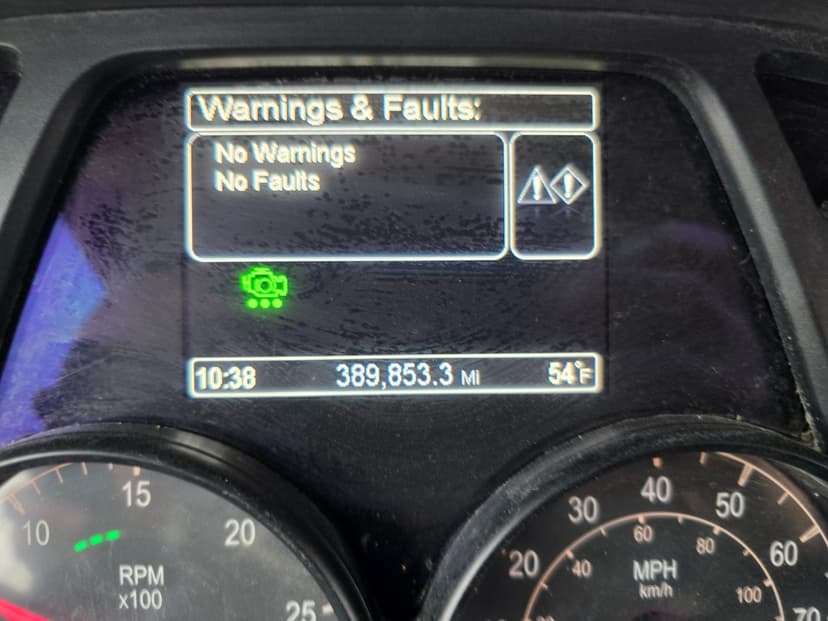 Warnings & Faults:
No Warnings
No Faults
10:38 389,853.3 Mi 54°F
10 15 20 25
RPM
x100
20 30 40 50 60 70
40 60 80 100
MPH
km/h